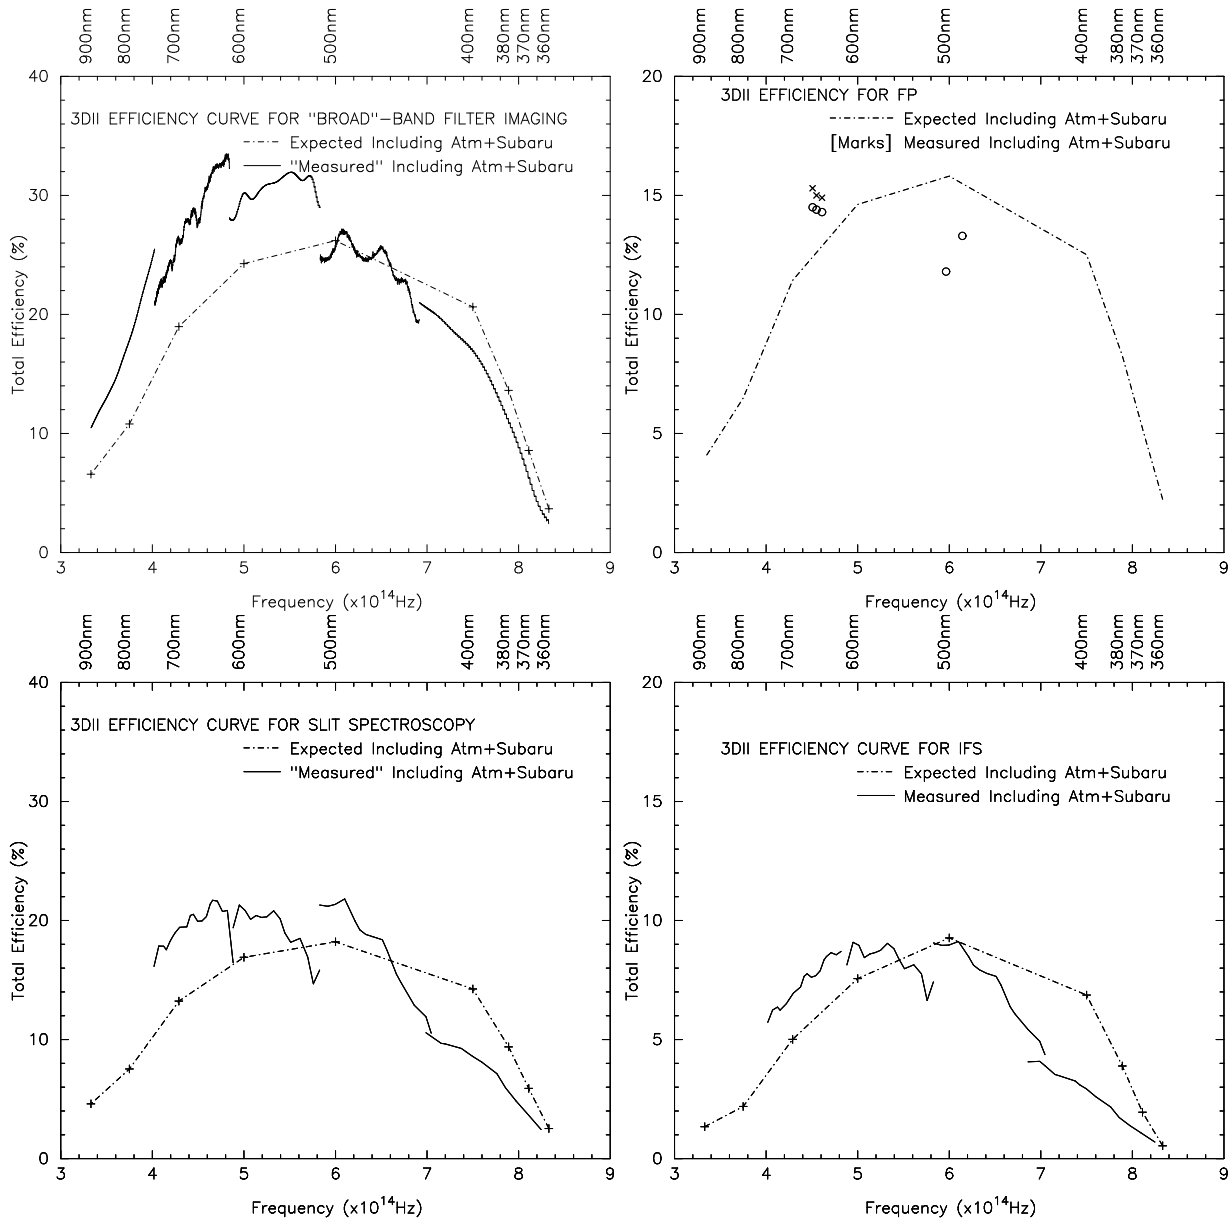 900nm 800nm 700nm 600nm 500nm 400nm 380nm 370nm 360nm
40
3DII EFFICIENCY CURVE FOR "BROAD"-BAND FILTER IMAGING
Expected Including Atm+Subaru
"Measured" Including Atm+Subaru
30
Total Efficiency (%)
20
10
0
3 4 5 6 7 8 9
Frequency (x10¹⁴Hz)
900nm 800nm 700nm 600nm 500nm 400nm 380nm 370nm 360nm
20
3DII EFFICIENCY FOR FP
Expected Including Atm+Subaru
[Marks] Measured Including Atm+Subaru
15
Total Efficiency (%)
10
5
0
3 4 5 6 7 8 9
Frequency (x10¹⁴Hz)
900nm 800nm 700nm 600nm 500nm 400nm 380nm 370nm 360nm
40
3DII EFFICIENCY CURVE FOR SLIT SPECTROSCOPY
Expected Including Atm+Subaru
"Measured" Including Atm+Subaru
30
Total Efficiency (%)
20
10
0
3 4 5 6 7 8 9
Frequency (x10¹⁴Hz)
900nm 800nm 700nm 600nm 500nm 400nm 380nm 370nm 360nm
20
3DII EFFICIENCY CURVE FOR IFS
Expected Including Atm+Subaru
Measured Including Atm+Subaru
15
Total Efficiency (%)
10
5
0
3 4 5 6 7 8 9
Frequency (x10¹⁴Hz)